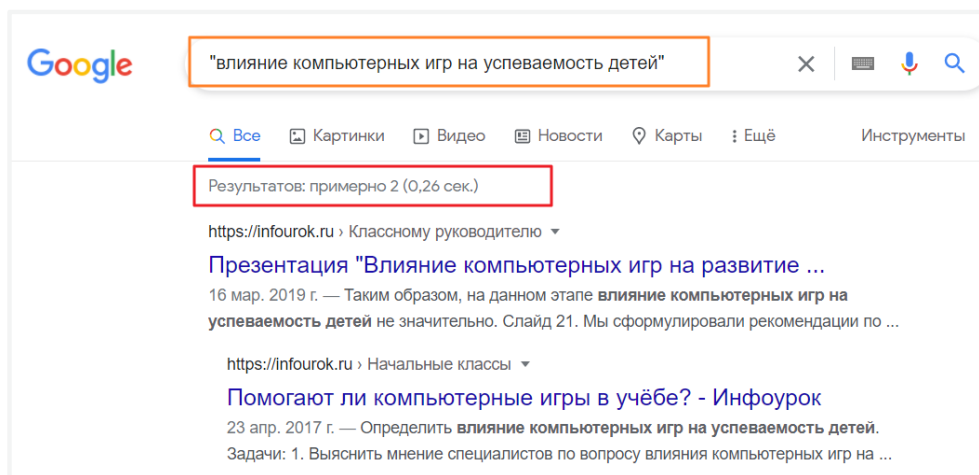 Google
"влияние компьютерных игр на успеваемость детей"
Все Картинки Видео Новости Карты Ещё Инструменты
Результатов: примерно 2 (0,26 сек.)
https://infourok.ru › Классному руководителю
Презентация "Влияние компьютерных игр на развитие ...
16 мар. 2019 г. — Таким образом, на данном этапе влияние компьютерных игр на
успеваемость детей не значительно. Слайд 21. Мы сформулировали рекомендации по ...
https://infourok.ru › Начальные классы
Помогают ли компьютерные игры в учёбе? - Инфоурок
23 апр. 2017 г. — Определить влияние компьютерных игр на успеваемость детей.
Задачи: 1. Выяснить мнение специалистов по вопросу влияния компьютерных игр на ...